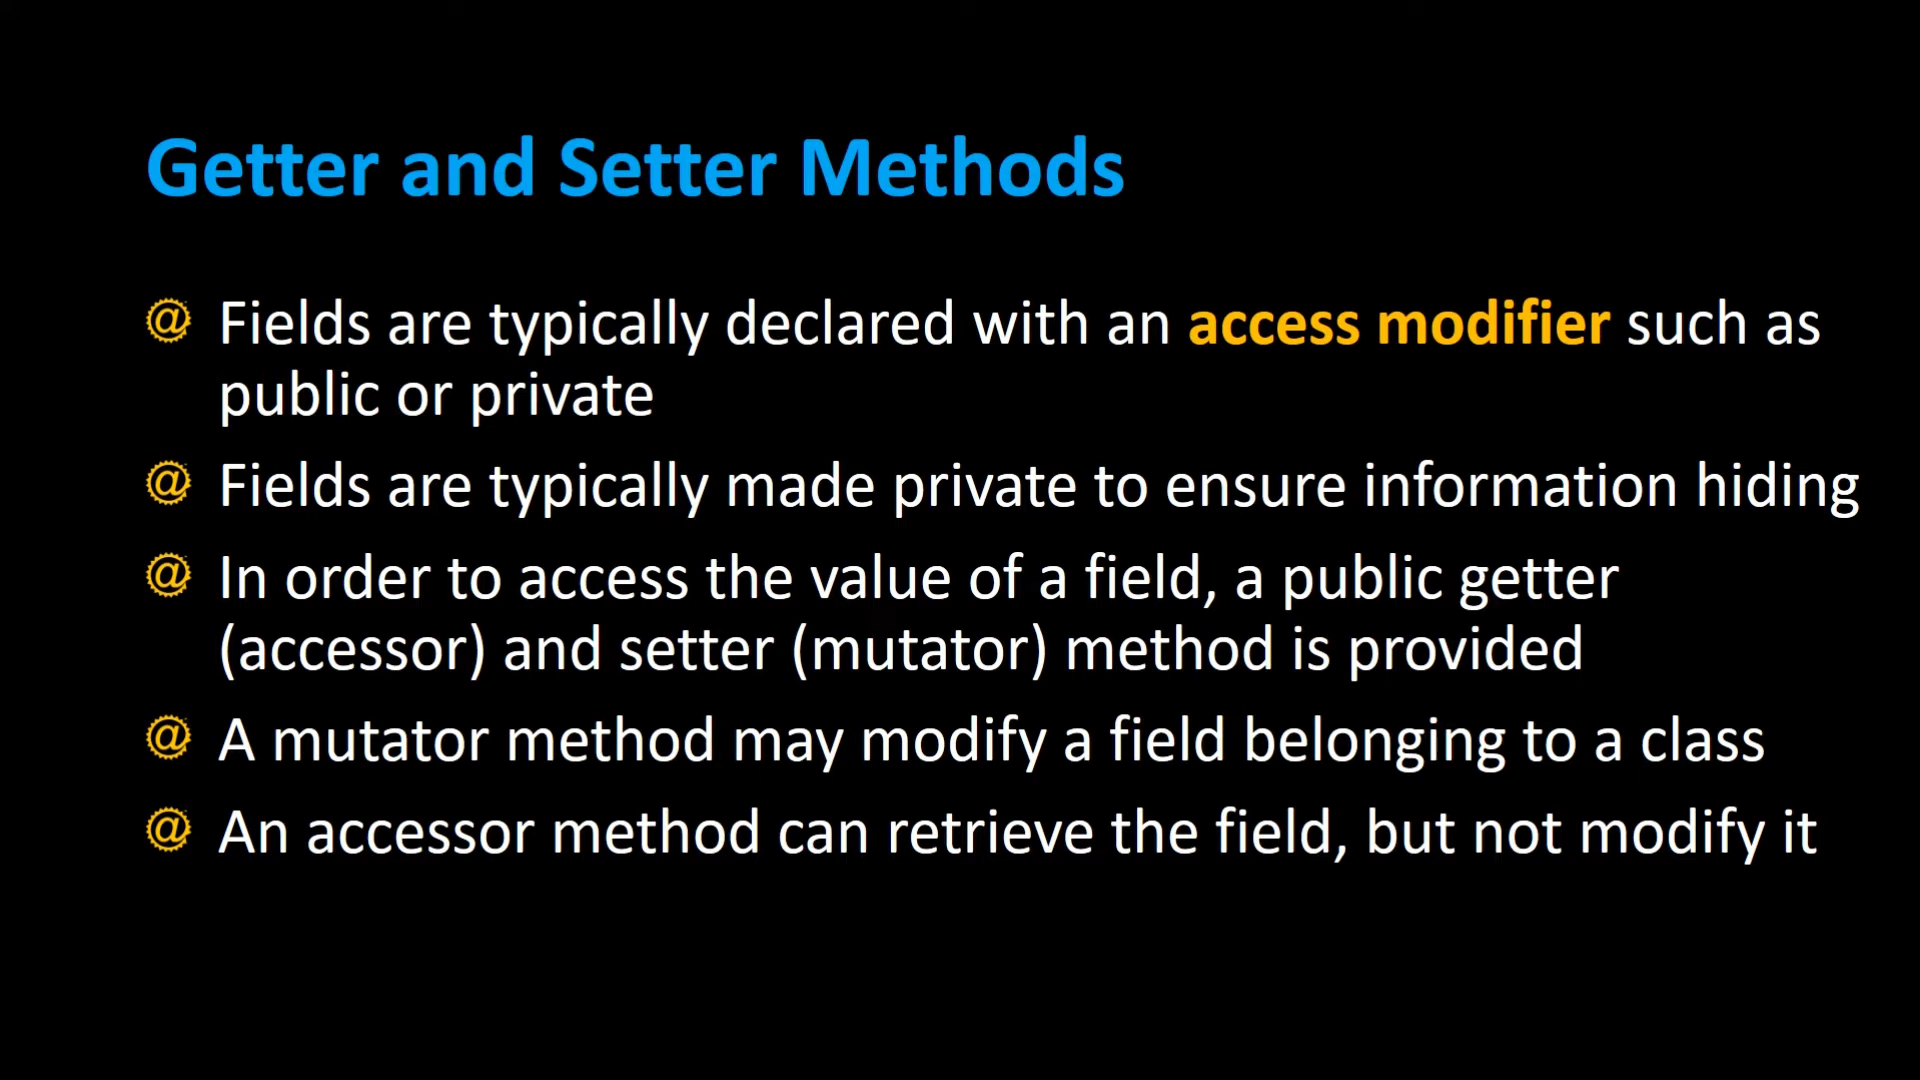 Getter and Setter Methods
@ Fields are typically declared with an access modifier such as
public or private
@ Fields are typically made private to ensure information hiding
@ In order to access the value of a field, a public getter
(accessor) and setter (mutator) method is provided
@ A mutator method may modify a field belonging to a class
@ An accessor method can retrieve the field, but not modify it